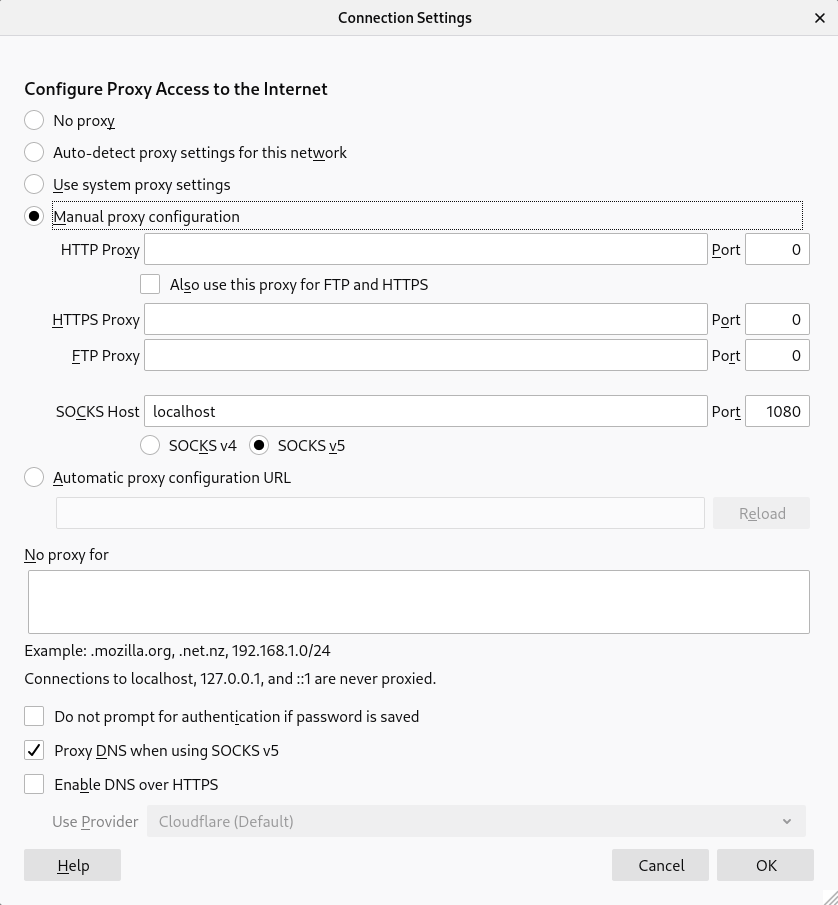 Connection Settings
Configure Proxy Access to the Internet
No proxy
Auto-detect proxy settings for this network
Use system proxy settings
Manual proxy configuration
HTTP Proxy Port 0
Also use this proxy for FTP and HTTPS
HTTPS Proxy Port 0
FTP Proxy Port 0
SOCKS Host localhost Port 1080
SOCKS v4 SOCKS v5
Automatic proxy configuration URL
Reload
No proxy for
Example: .mozilla.org, .net.nz, 192.168.1.0/24
Connections to localhost, 127.0.0.1, and ::1 are never proxied.
Do not prompt for authentication if password is saved
Proxy DNS when using SOCKS v5
Enable DNS over HTTPS
Use Provider Cloudflare (Default)
Help Cancel OK